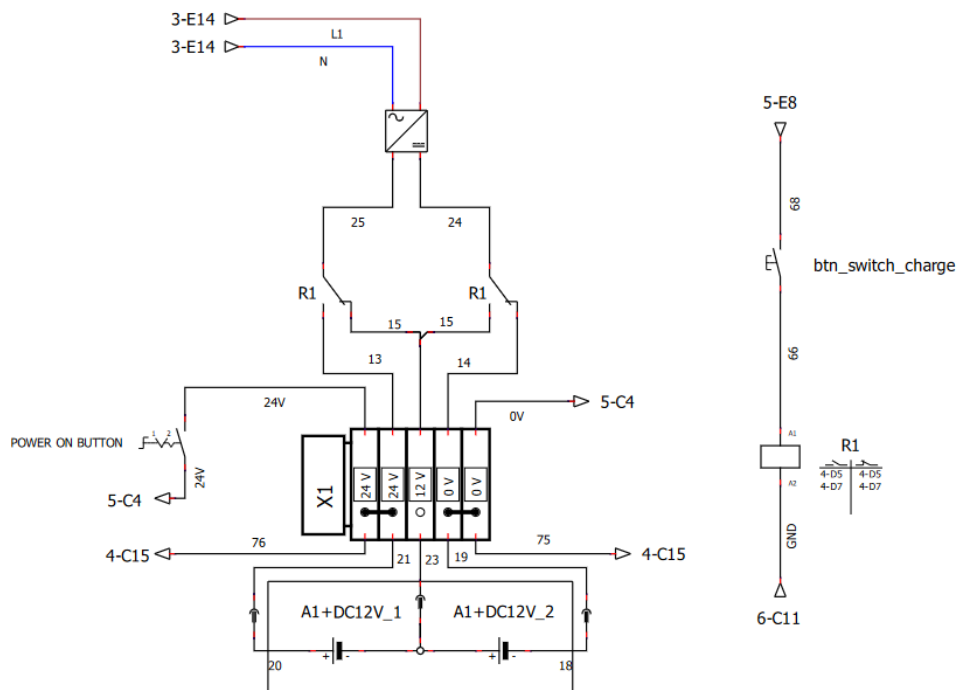 3-E14
L1
3-E14
N
5-E8
68
25
24
btn_switch_charge
R1
R1
15
15
66
13
14
24V
0V
5-C4
POWER ON BUTTON
1
2
24V
5-C4
X1
24 V
24 V
12 V
0 V
0 V
A1
R1
4-D5
4-D5
4-D7
4-D7
A2
76
21
23
19
75
4-C15
4-C15
GND
A1+DC12V_1
A1+DC12V_2
6-C11
+
-
+
-
20
18